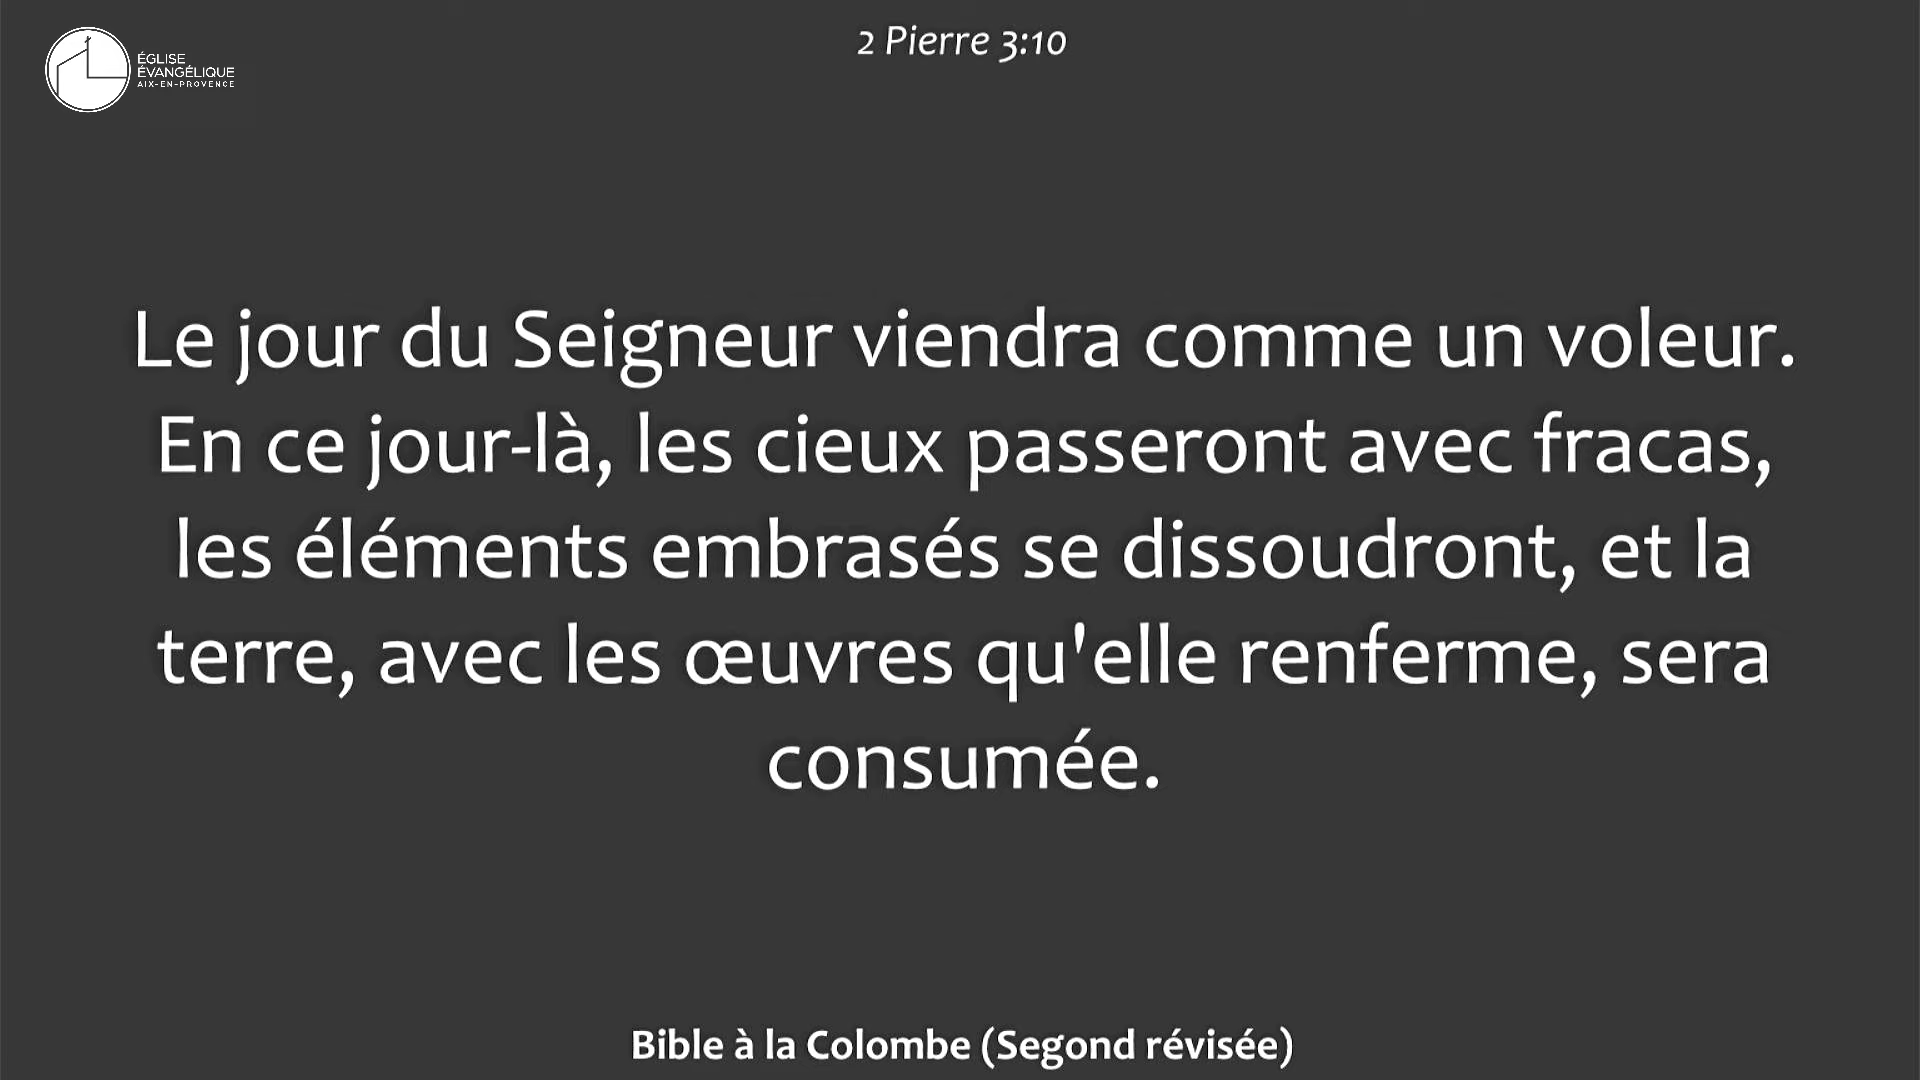 ÉGLISE
ÉVANGÉLIQUE
AIX-EN-PROVENCE
2 Pierre 3:10
Le jour du Seigneur viendra comme un voleur.
En ce jour-là, les cieux passeront avec fracas,
les éléments embrasés se dissoudront, et la
terre, avec les œuvres qu'elle renferme, sera
consumée.
Bible à la Colombe (Segond révisée)